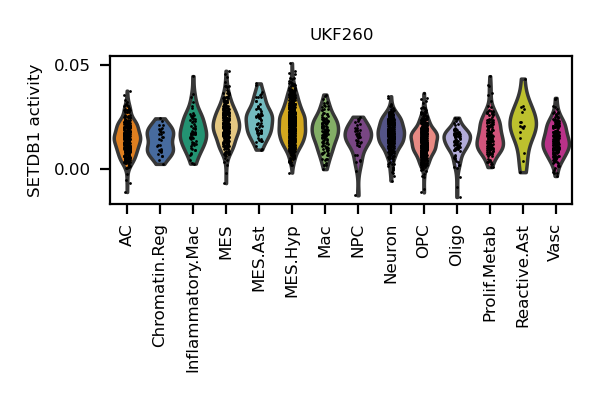 UKF260
SETDB1 activity
0.05
0.00
AC
Chromatin.Reg
Inflammatory.Mac
MES
MES.Ast
MES.Hyp
Mac
NPC
Neuron
OPC
Oligo
Prolif.Metab
Reactive.Ast
Vasc